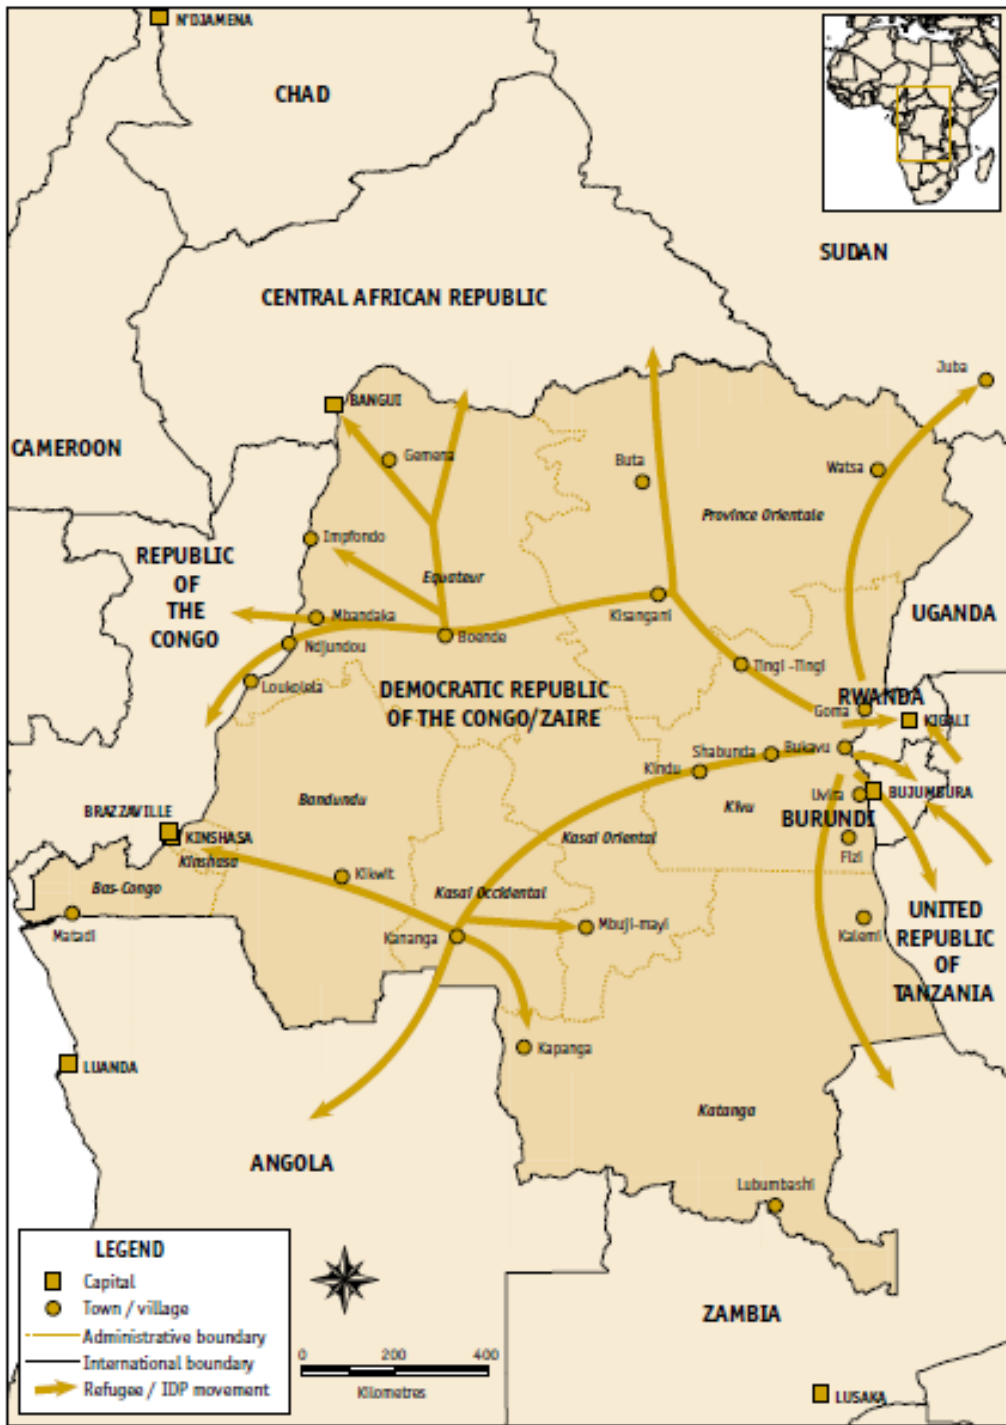 N'DJAMENA
CHAD
SUDAN
CENTRAL AFRICAN REPUBLIC
Juba
BANGUI
CAMEROON
Gemena
Buta
Watsa
Province Orientale
Impfondo
REPUBLIC
OF
THE
CONGO
Equateur
Mbandaka
Kisangani
UGANDA
Ndjundou
Boende
Tingi-Tingi
Loukolela
DEMOCRATIC REPUBLIC
OF THE CONGO/ZAIRE
RWANDA
Goma
KIGALI
Shabunda
Bukavu
Kindu
Bandundu
Kivu
Uvira
BUJUMBURA
BURUNDI
BRAZZAVILLE
KINSHASA
Kinshasa
Kasai Oriental
Fizi
Bas-Congo
Kikwit
Kasai Occidental
Matadi
Kananga
Mbuji-mayi
Kalemi
UNITED
REPUBLIC
OF
TANZANIA
Kapanga
LUANDA
Katanga
ANGOLA
Lubumbashi
LEGEND
Capital
Town / village
Administrative boundary
International boundary
Refugee / IDP movement
0 200 400
Kilometres
ZAMBIA
LUSAKA